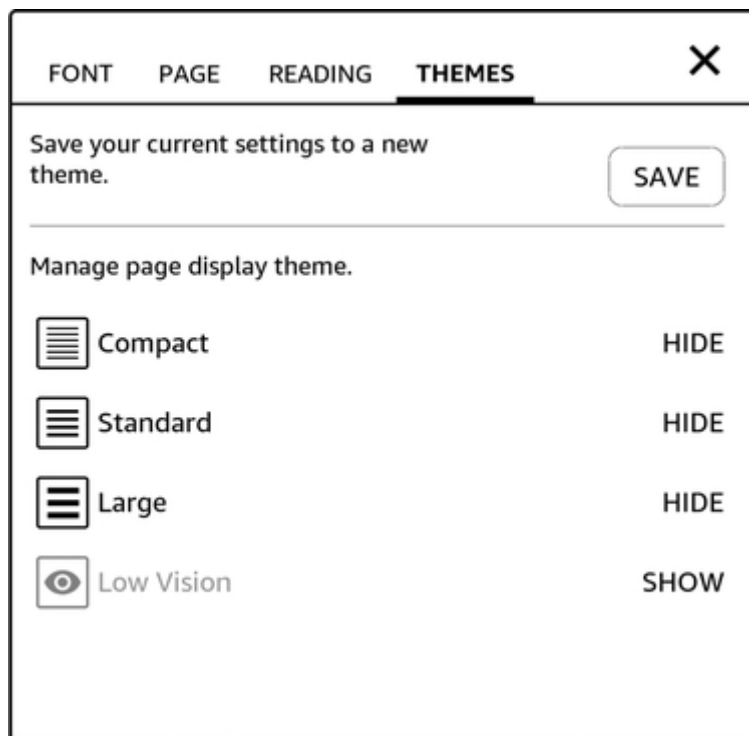 FONT PAGE READING THEMES
Save your current settings to a new
theme.
SAVE
Manage page display theme.
Compact HIDE
Standard HIDE
Large HIDE
Low Vision SHOW